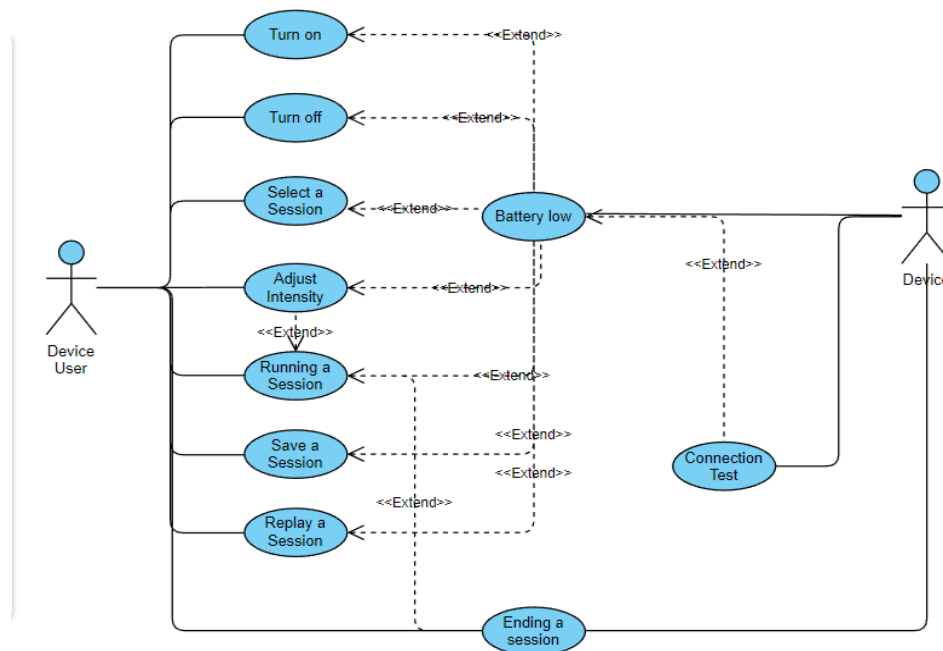 Turn on
<<Extend>>
Turn off
<<Extend>>
Select a
Session
<<Extend>>
Battery low
Device
User
Adjust
Intensity
<<Extend>>
<<Extend>>
<<Extend>>
Device
Running a
Session
<<Extend>>
Save a
Session
<<Extend>>
<<Extend>>
<<Extend>>
Connection
Test
Replay a
Session
Ending a
session